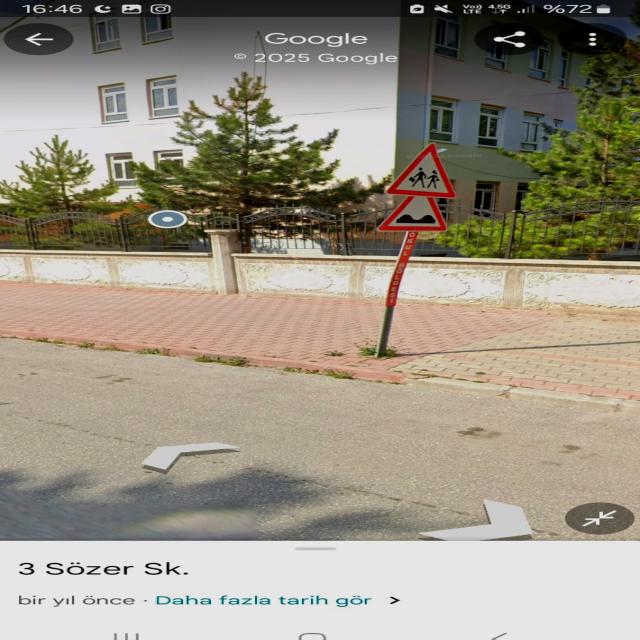 16:46
Vo)) 4.5G
LTE
%72
Google
© 2025 Google
OKUL BÖLGESİ
3 Sözer Sk.
bir yıl önce · Daha fazla tarih gör >